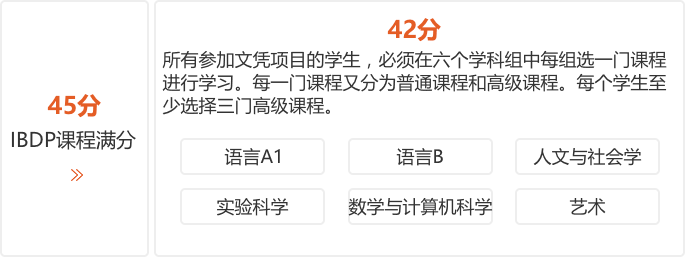 45分
IBDP课程满分
42分
所有参加文凭项目的学生，必须在六个学科组中每组选一门课程
进行学习。每一门课程又分为普通课程和高级课程。每个学生至
少选择三门高级课程。
语言A1
语言B
人文与社会学
实验科学
数学与计算机科学
艺术